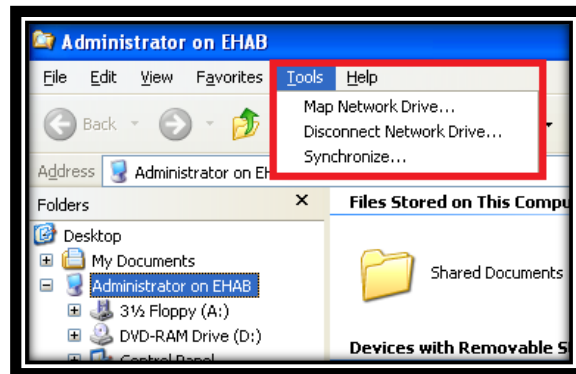 Administrator on EHAB
File Edit View Favorites Tools Help
Map Network Drive...
Disconnect Network Drive...
Synchronize...
Back
Address Administrator on EH
Folders
Files Stored on This Compu
Desktop
My Documents
Administrator on EHAB
3½ Floppy (A:)
DVD-RAM Drive (D:)
Control Panel
Shared Documents
Devices with Removable S